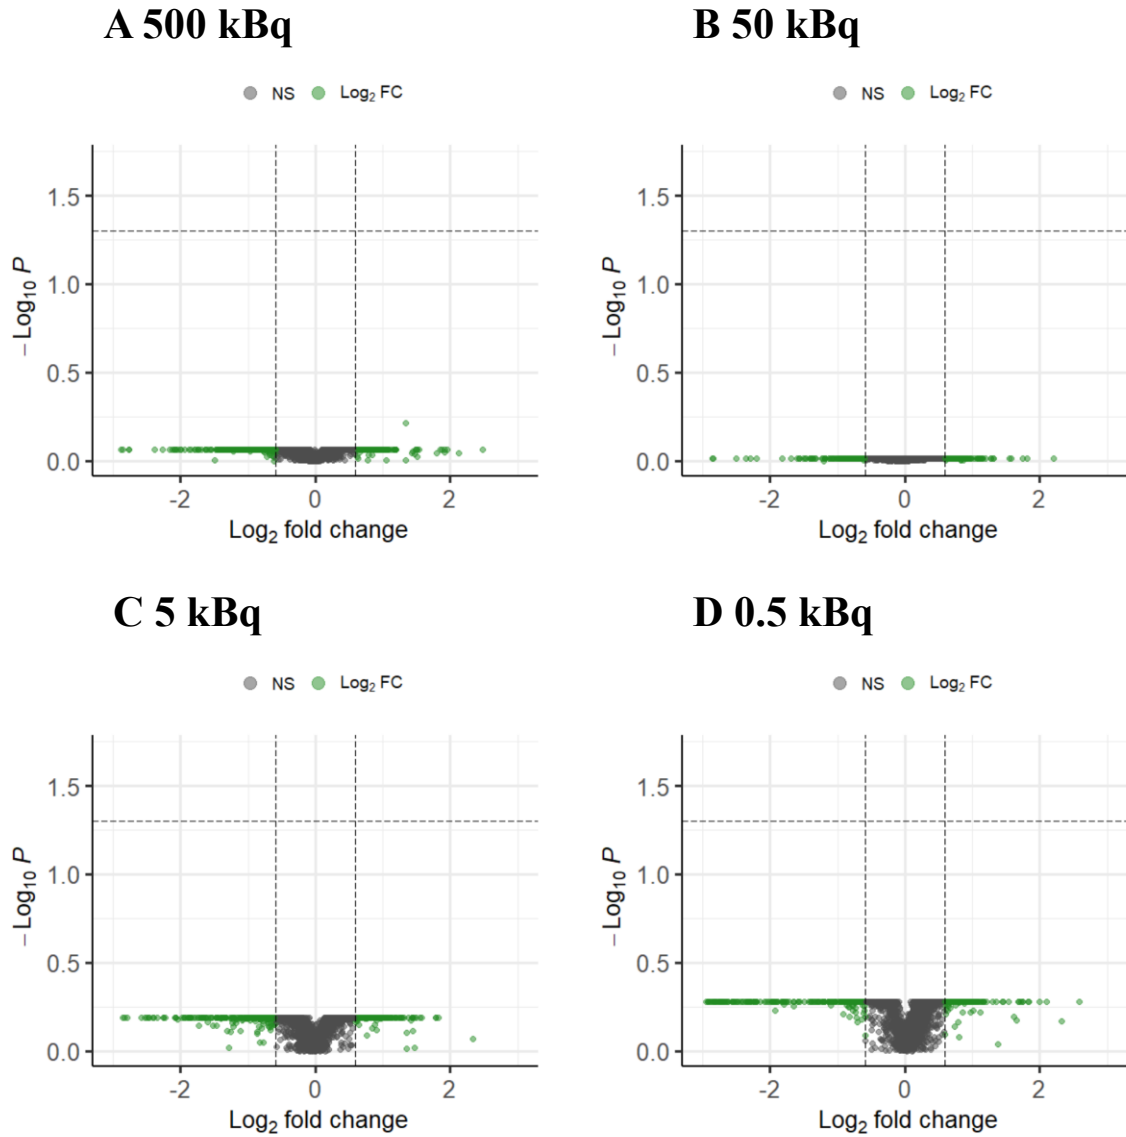 A 500 kBq
B 50 kBq
NS Log₂ FC
NS Log₂ FC
1.5
1.0
0.5
0.0
− Log₁₀ P
-2 0 2
Log₂ fold change
1.5
1.0
0.5
0.0
− Log₁₀ P
-2 0 2
Log₂ fold change
C 5 kBq
D 0.5 kBq
NS Log₂ FC
NS Log₂ FC
1.5
1.0
0.5
0.0
− Log₁₀ P
-2 0 2
Log₂ fold change
1.5
1.0
0.5
0.0
− Log₁₀ P
-2 0 2
Log₂ fold change